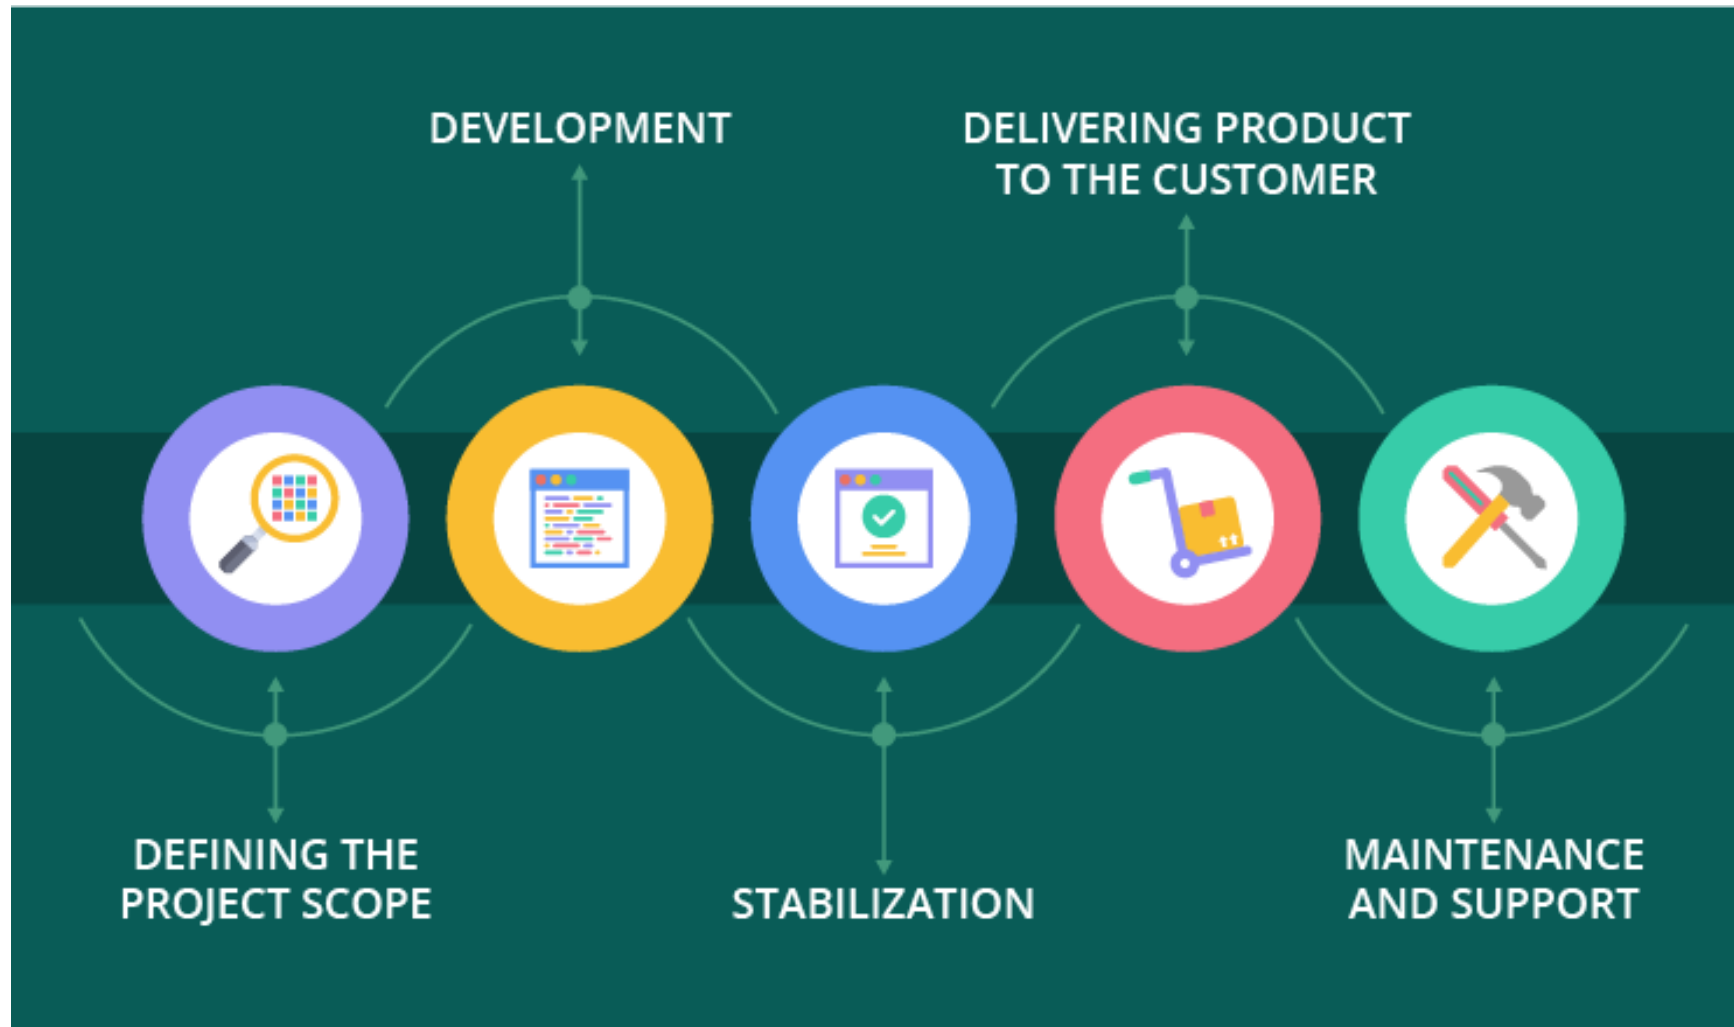 DEVELOPMENT
DELIVERING PRODUCT
TO THE CUSTOMER
DEFINING THE
PROJECT SCOPE
STABILIZATION
MAINTENANCE
AND SUPPORT